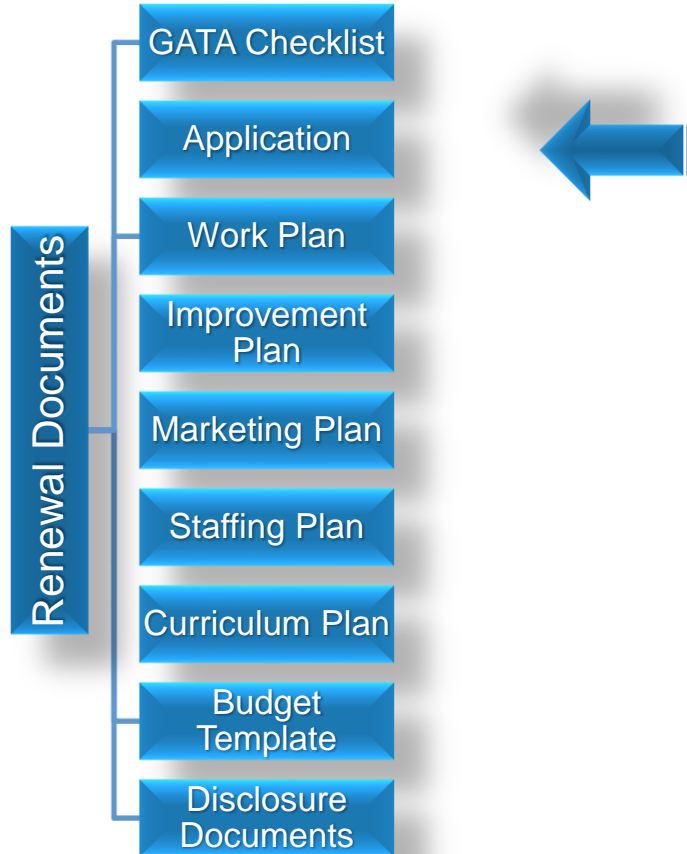 Renewal Documents
GATA Checklist
Application
Work Plan
Improvement
Plan
Marketing Plan
Staffing Plan
Curriculum Plan
Budget
Template
Disclosure
Documents